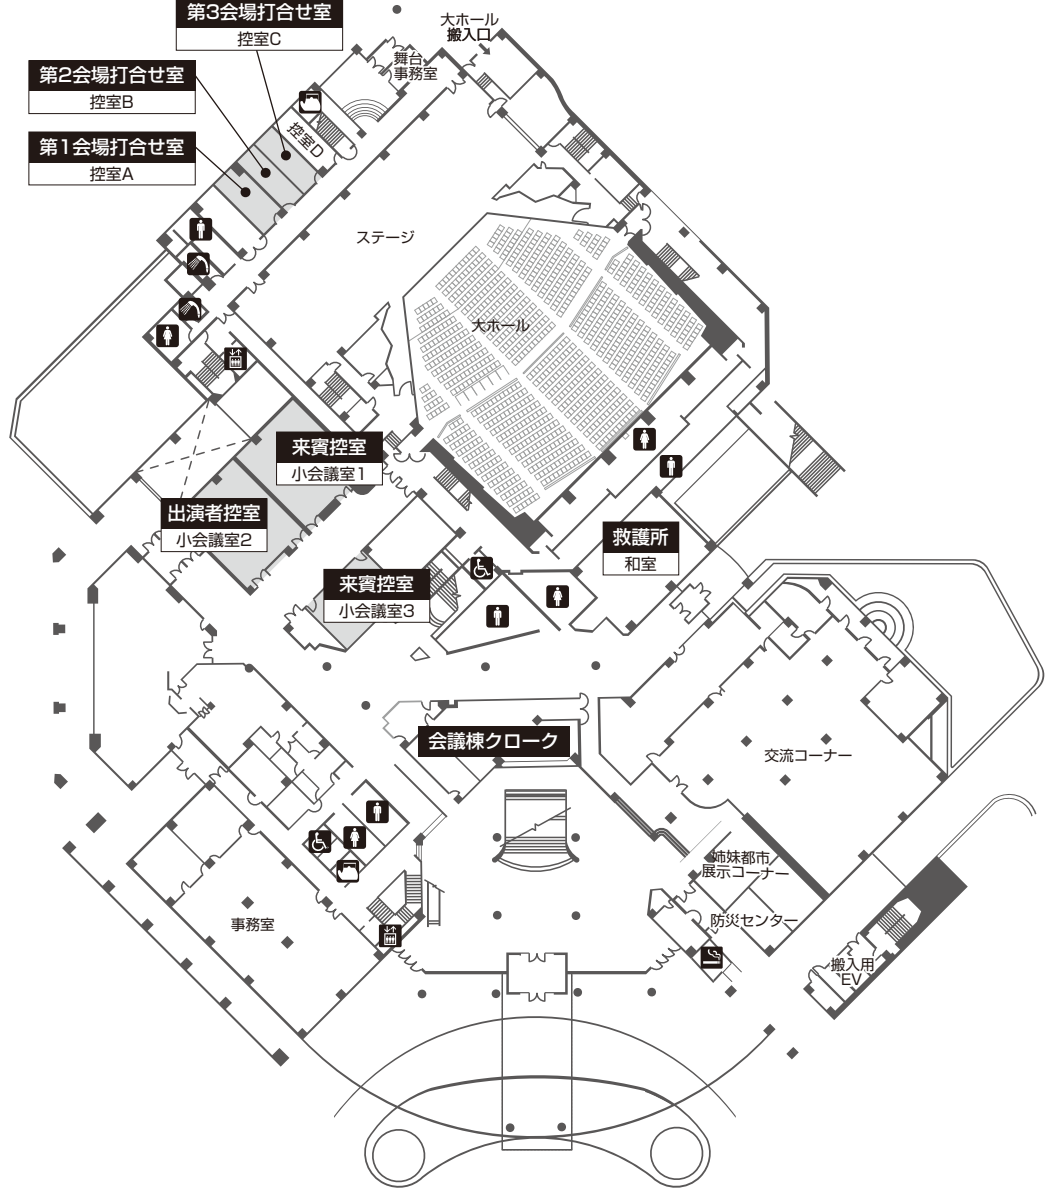 第3会場打合せ室
控室C
大ホール
搬入口
舞台
事務室
第2会場打合せ室
控室B
第1会場打合せ室
控室A
控室D
ステージ
大ホール
来賓控室
小会議室1
出演者控室
小会議室2
救護所
和室
来賓控室
小会議室3
会議棟クローク
交流コーナー
姉妹都市
展示コーナー
防災センター
事務室
搬入用
EV